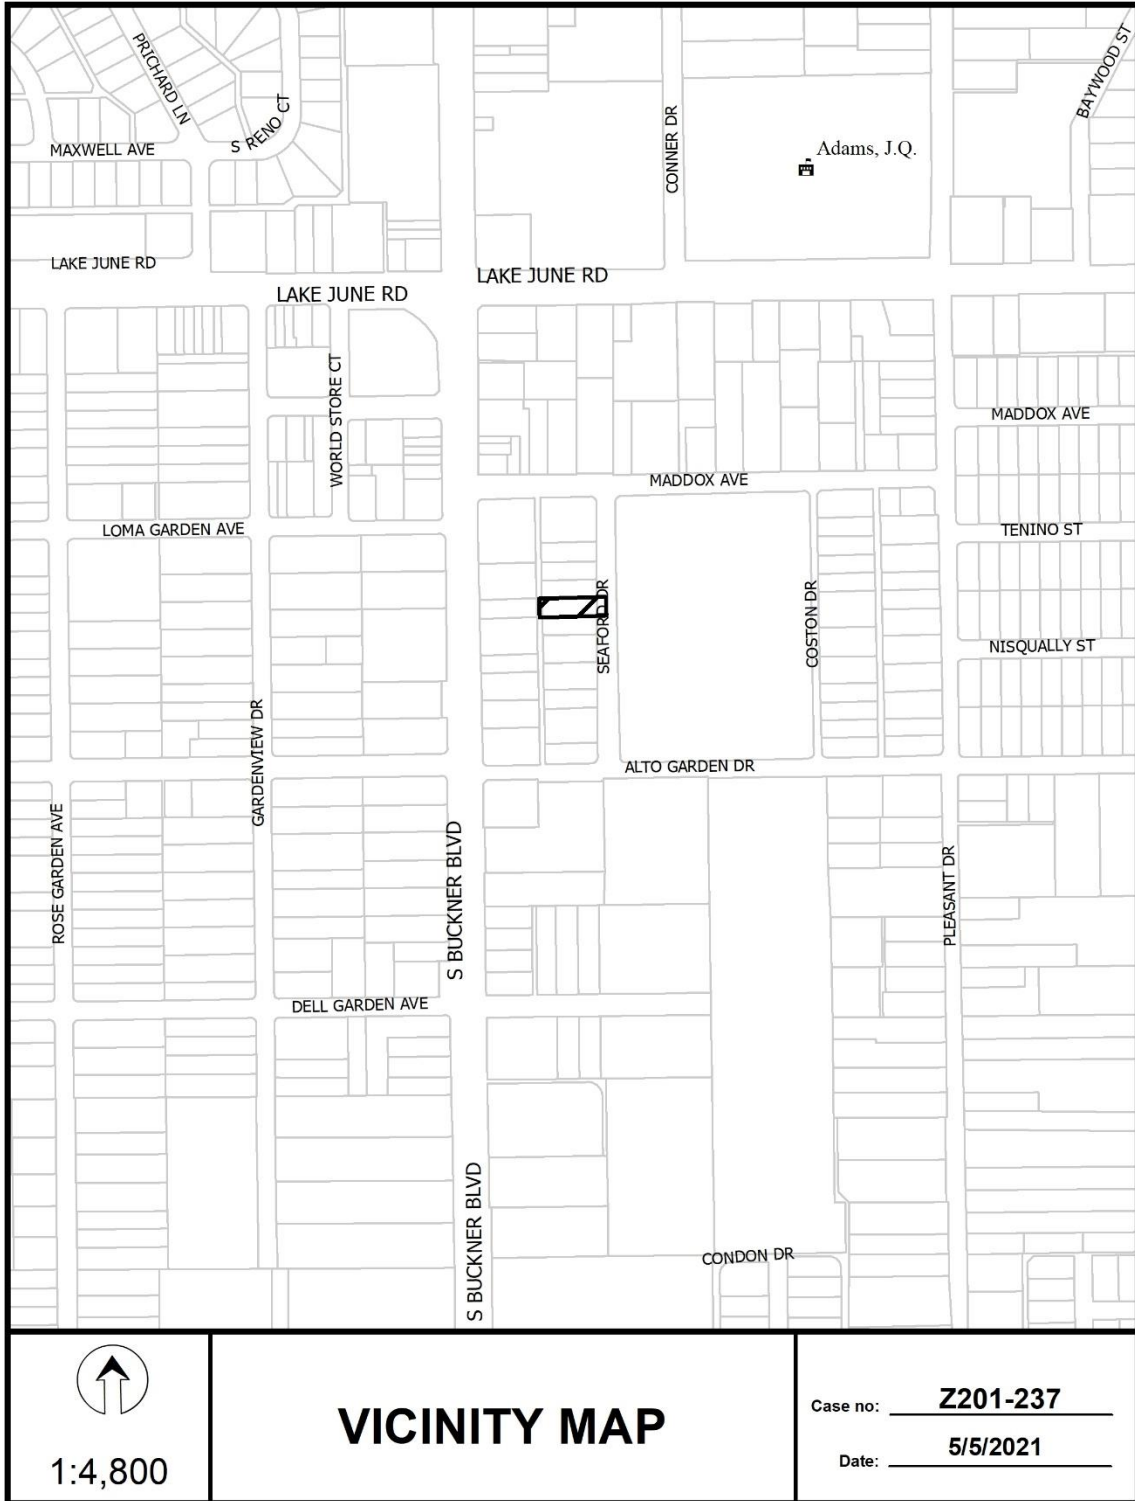 PRICHARD LN
BAYWOOD ST
S RENO CT
MAXWELL AVE
CONNER DR
Adams, J.Q.
LAKE JUNE RD
LAKE JUNE RD
LAKE JUNE RD
WORLD STORE CT
MADDOX AVE
MADDOX AVE
LOMA GARDEN AVE
TENINO ST
SEAFORD DR
COSTON DR
NISQUALLY ST
GARDENVIEW DR
ALTO GARDEN DR
ROSE GARDEN AVE
S BUCKNER BLVD
PLEASANT DR
DELL GARDEN AVE
S BUCKNER BLVD
CONDON DR
1:4,800
VICINITY MAP
Case no: Z201-237
Date: 5/5/2021